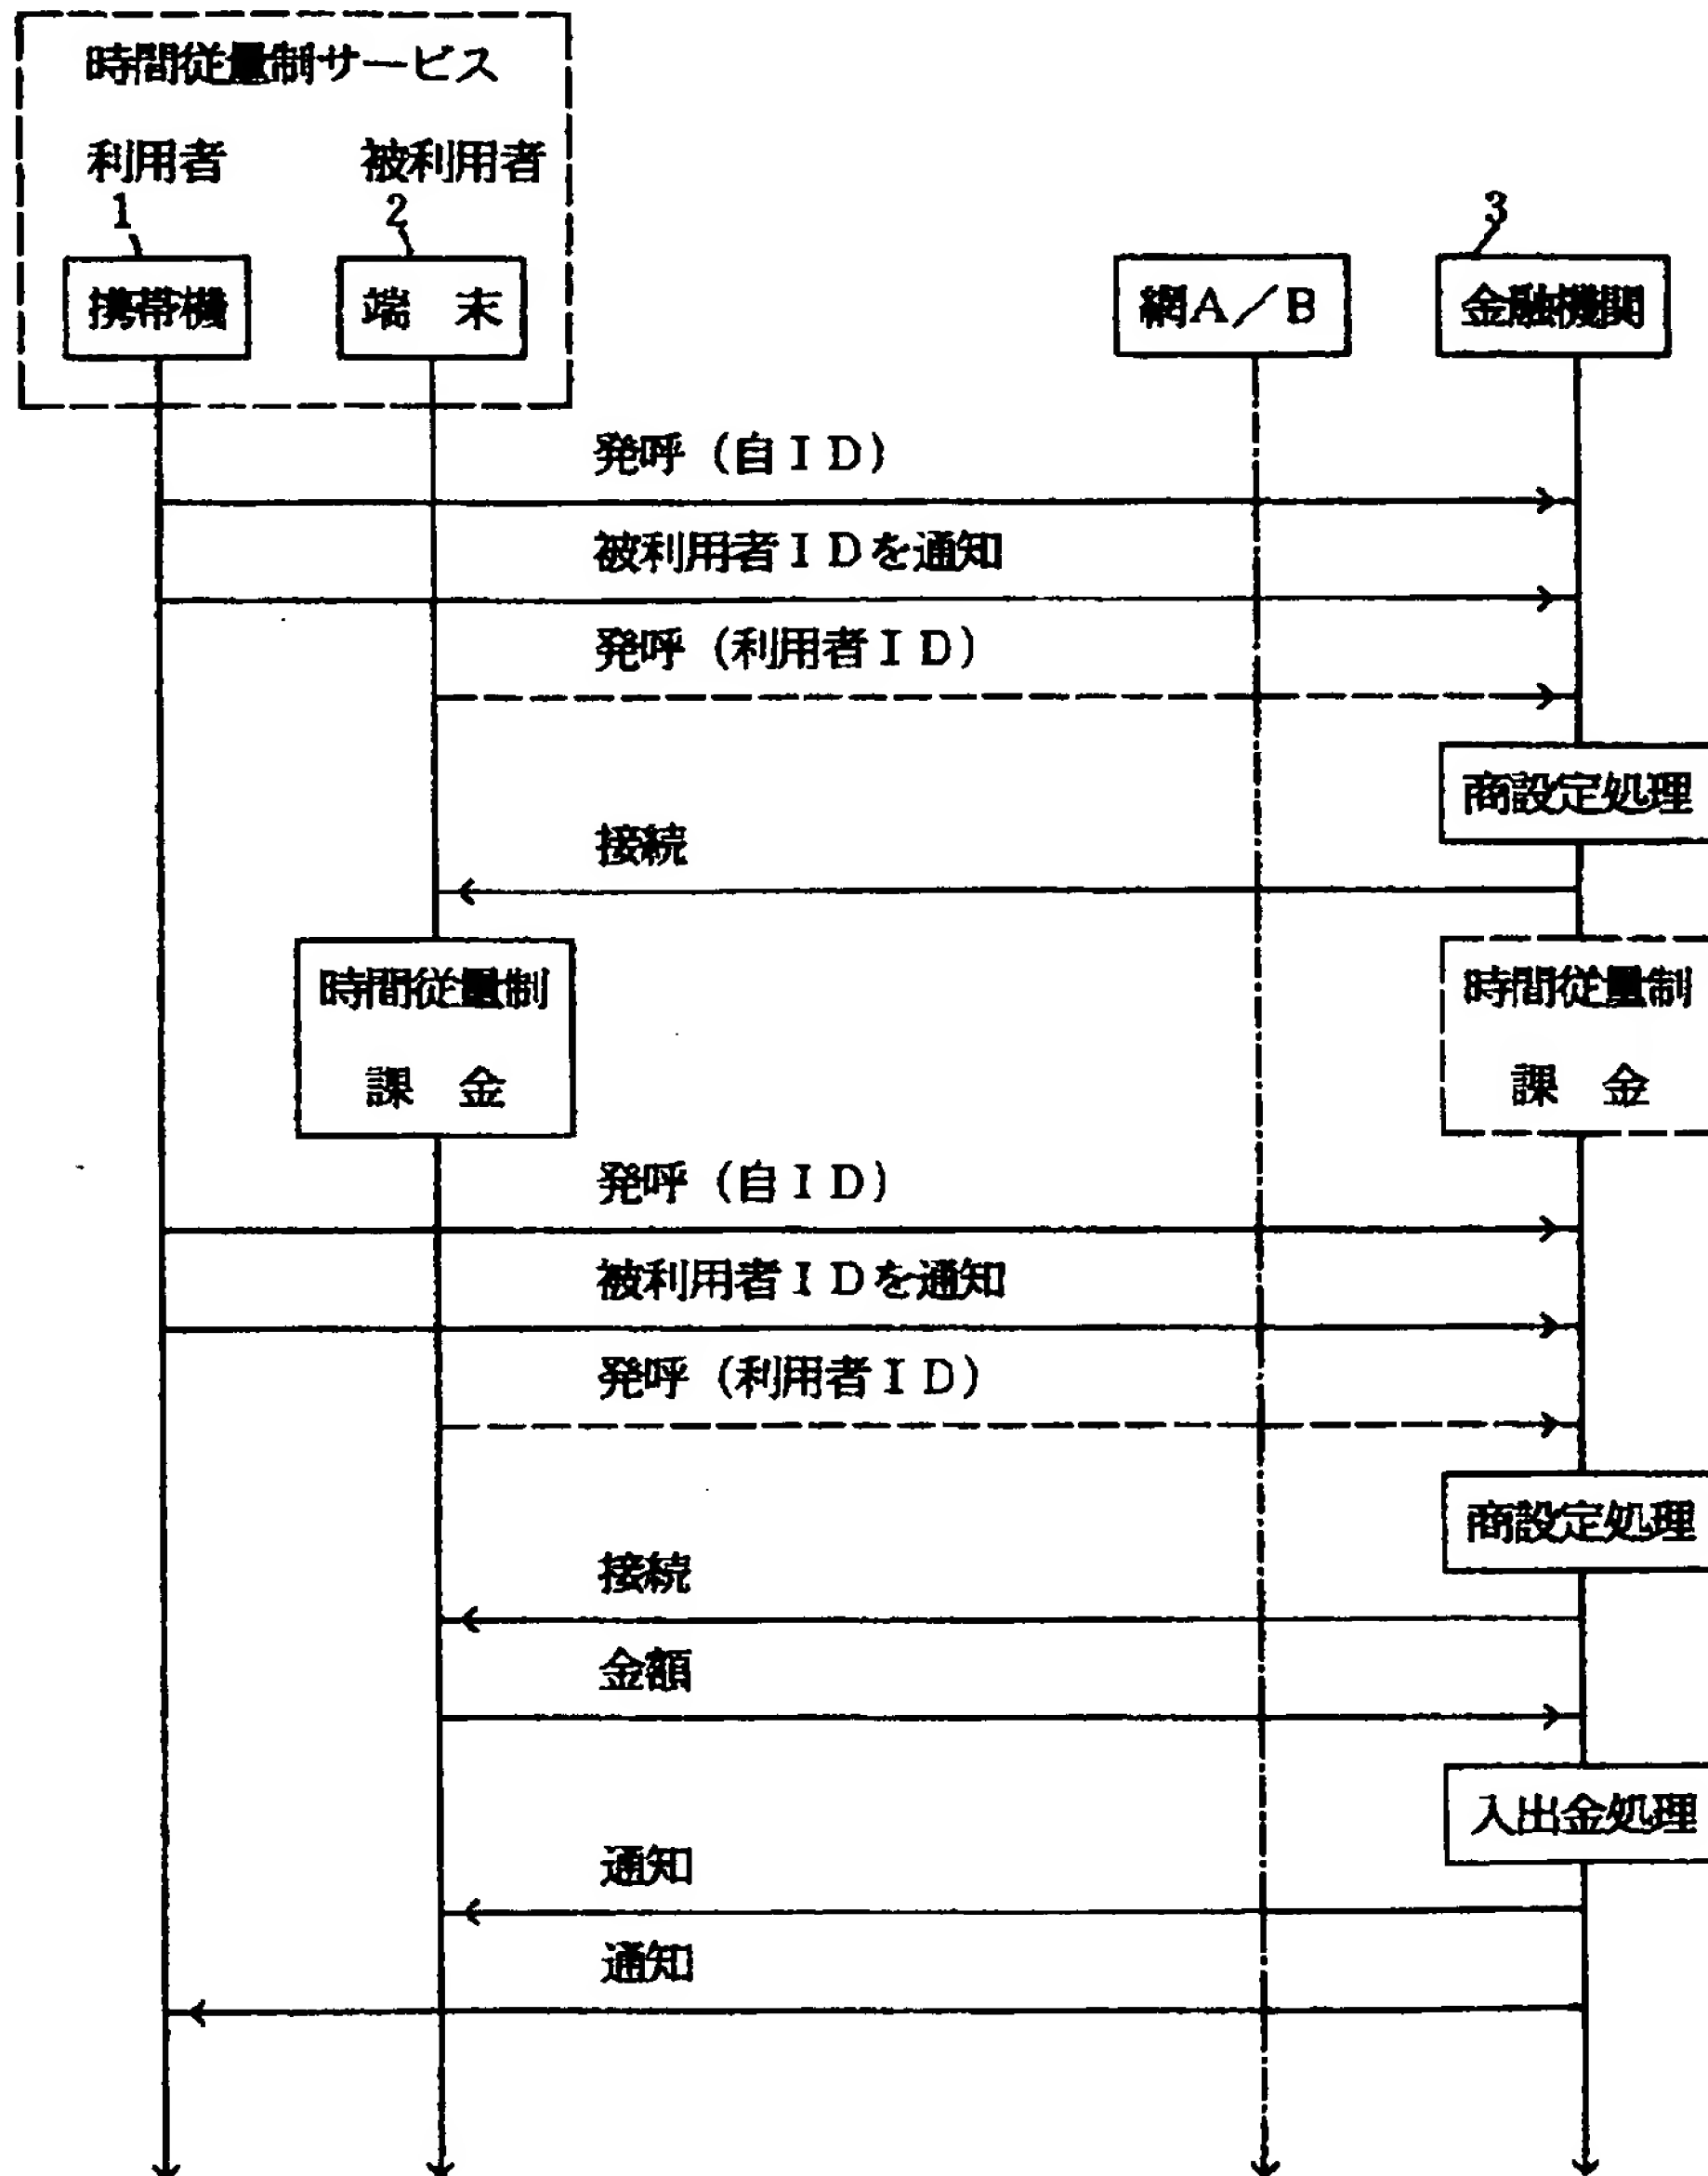 時間従量制サービス
利用者 被利用者
1 2 3
携帯機 端 末 網A/B 金融機関
発呼(自ID)
被利用者IDを通知
発呼(利用者ID)
商設定処理
接続
時間従量制 時間従量制
課 金 課 金
発呼(自ID)
被利用者IDを通知
発呼(利用者ID)
商設定処理
接続
金額
入出金処理
通知
通知